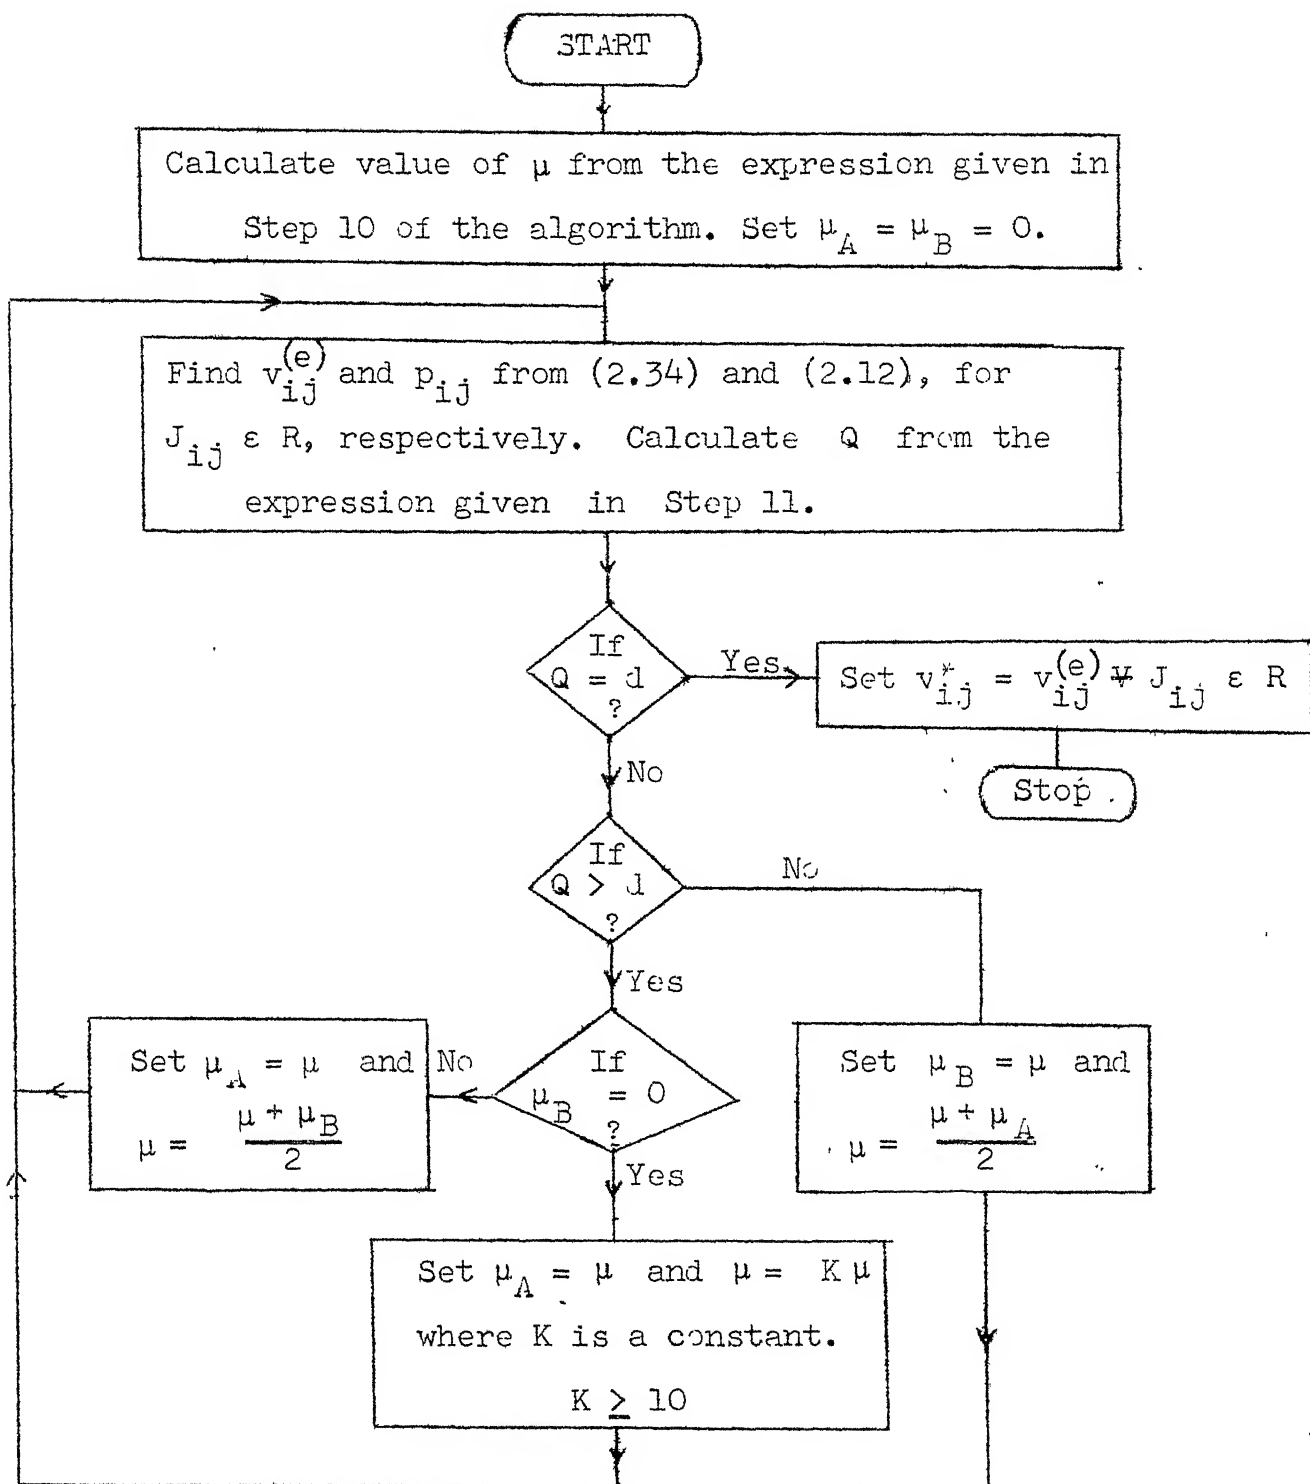 START
Calculate value of μ from the expression given in
Step 10 of the algorithm. Set μ_A = μ_B = 0.
Find v_ij^(e) and p_ij from (2.34) and (2.12), for
J_ij ε R, respectively. Calculate Q from the
expression given in Step 11.
If
Q = d
?
Yes
Set v*_ij = v_ij^(e) ∀ J_ij ε R
Stop
No
If
Q > d
?
No
Yes
Set μ_A = μ and
μ = (μ + μ_B)/2
No
If
μ_B = 0
?
Yes
Set μ_B = μ and
μ = (μ + μ_A)/2
Set μ_A = μ and μ = K μ
where K is a constant.
K ≥ 10